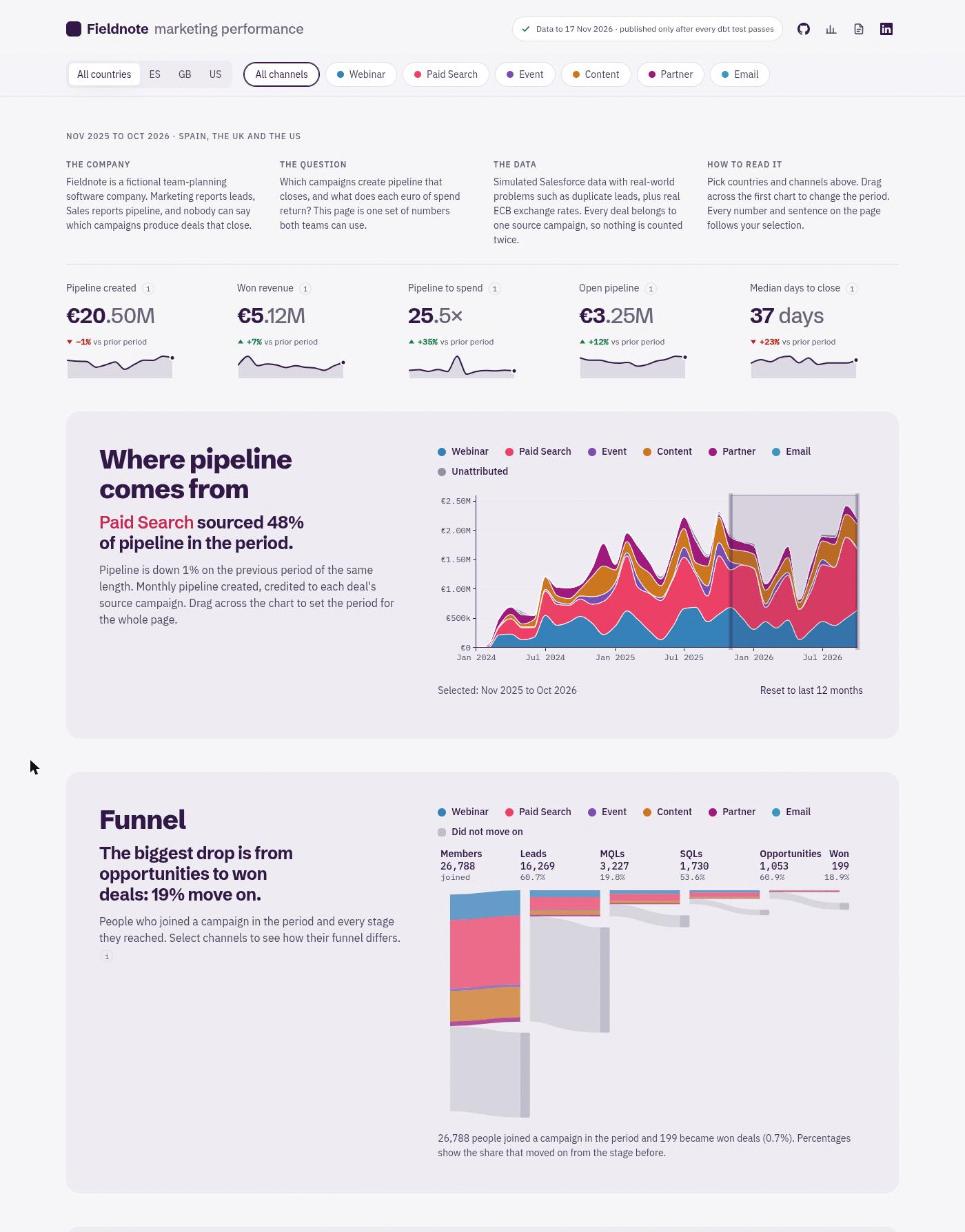 Fieldnote marketing performance
Data to 17 Nov 2026 · published only after every dbt test passes
All countries ES GB US All channels Webinar Paid Search Event Content Partner Email
NOV 2025 TO OCT 2026 · SPAIN, THE UK AND THE US
THE COMPANY
Fieldnote is a fictional team-planning
software company. Marketing reports leads,
Sales reports pipeline, and nobody can say
which campaigns produce deals that close.
THE QUESTION
Which campaigns create pipeline that
closes, and what does each euro of spend
return? This page is one set of numbers
both teams can use.
THE DATA
Simulated Salesforce data with real-world
problems such as duplicate leads, plus real
ECB exchange rates. Every deal belongs to
one source campaign, so nothing is counted
twice.
HOW TO READ IT
Pick countries and channels above. Drag
across the first chart to change the period.
Every number and sentence on the page
follows your selection.
Pipeline created 1
€20.50M
−1% vs prior period
Won revenue 1
€5.12M
+7% vs prior period
Pipeline to spend 1
25.5×
+35% vs prior period
Open pipeline 1
€3.25M
+12% vs prior period
Median days to close 1
37 days
+23% vs prior period
Where pipeline
comes from
Paid Search sourced 48%
of pipeline in the period.
Pipeline is down 1% on the previous period of the same
length. Monthly pipeline created, credited to each deal's
source campaign. Drag across the chart to set the period for
the whole page.
Webinar Paid Search Event Content Partner Email
Unattributed
€2.50M
€2.00M
€1.50M
€1.00M
€500k
€0
Jan 2024 Jul 2024 Jan 2025 Jul 2025 Jan 2026 Jul 2026
Selected: Nov 2025 to Oct 2026 Reset to last 12 months
Funnel
The biggest drop is from
opportunities to won
deals: 19% move on.
People who joined a campaign in the period and every stage
they reached. Select channels to see how their funnel differs.
1
Webinar Paid Search Event Content Partner Email
Did not move on
Members Leads MQLs SQLs Opportunities Won
26,788 16,269 3,227 1,730 1,053 199
joined 60.7% 19.8% 53.6% 60.9% 18.9%
26,788 people joined a campaign in the period and 199 became won deals (0.7%). Percentages
show the share that moved on from the stage before.